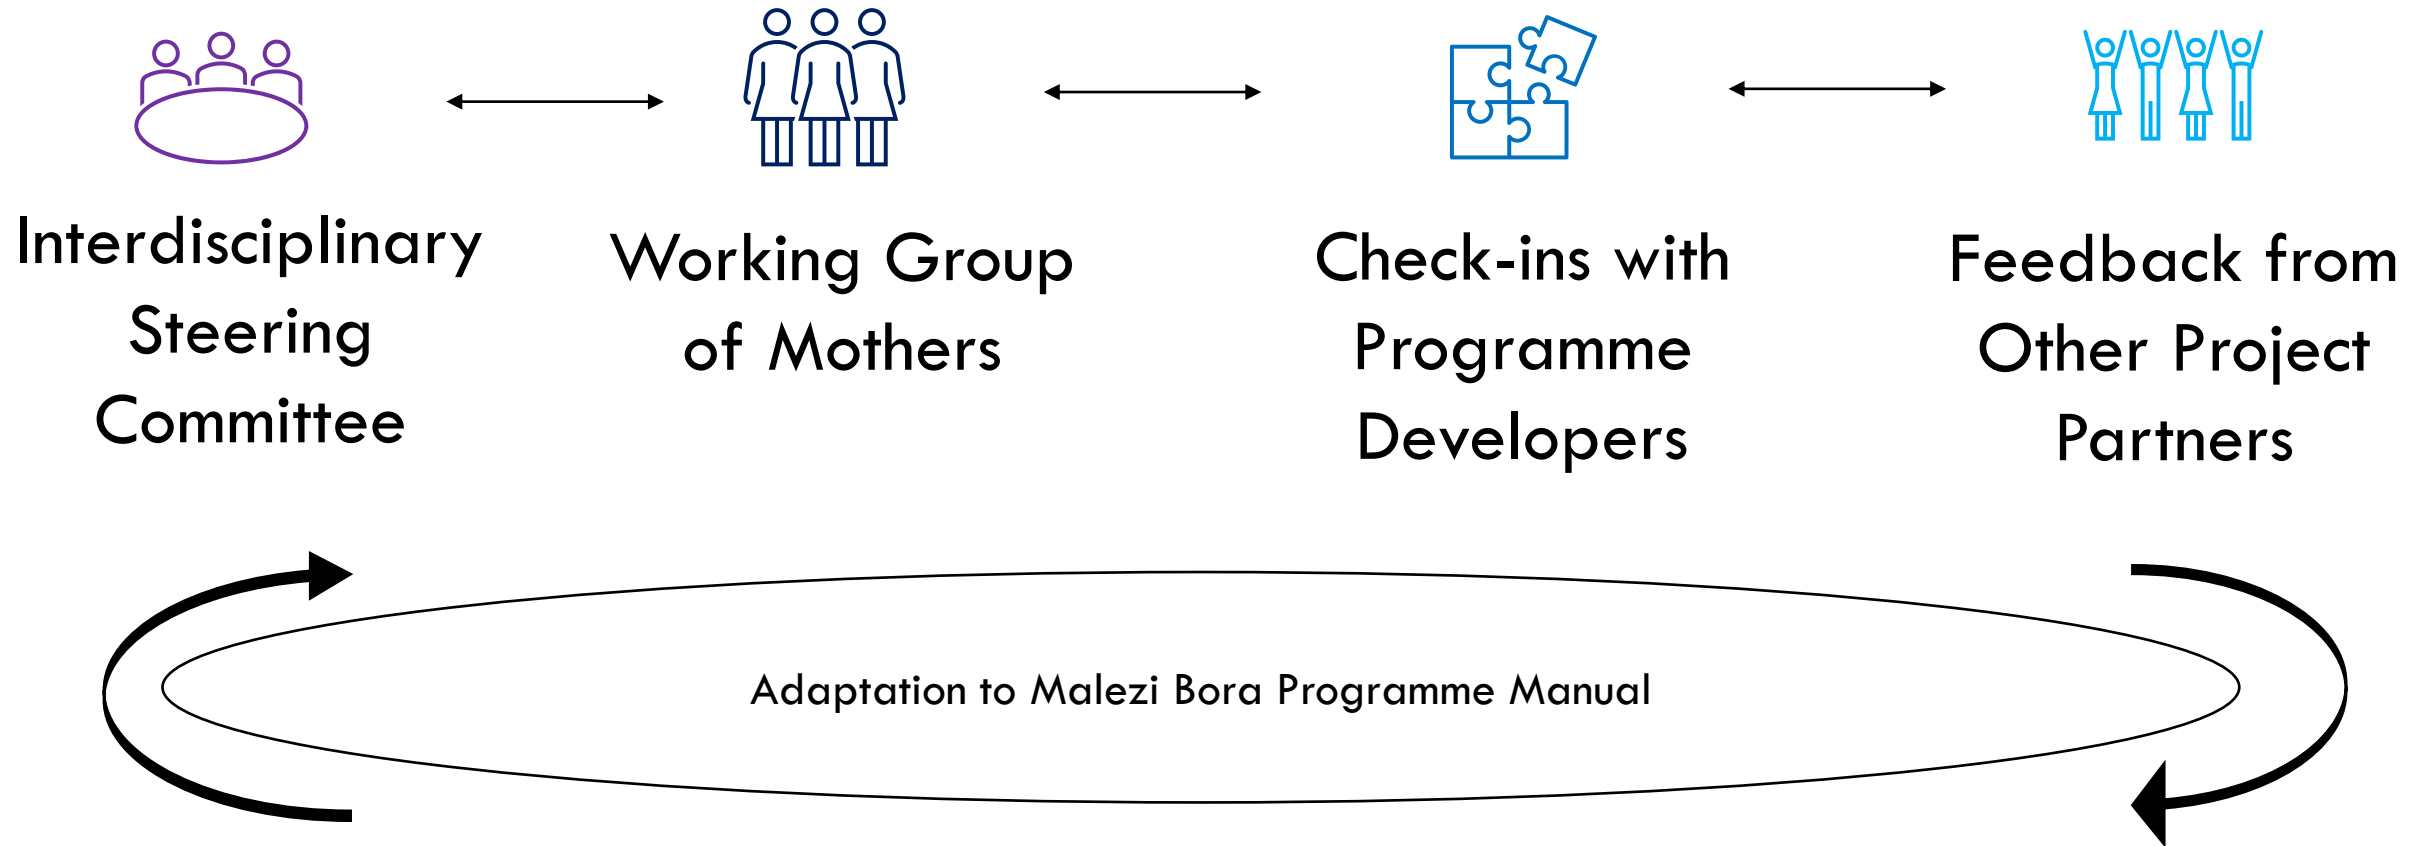 Interdisciplinary
Steering
Committee
Working Group
of Mothers
Check-ins with
Programme
Developers
Feedback from
Other Project
Partners
Adaptation to Malezi Bora Programme Manual